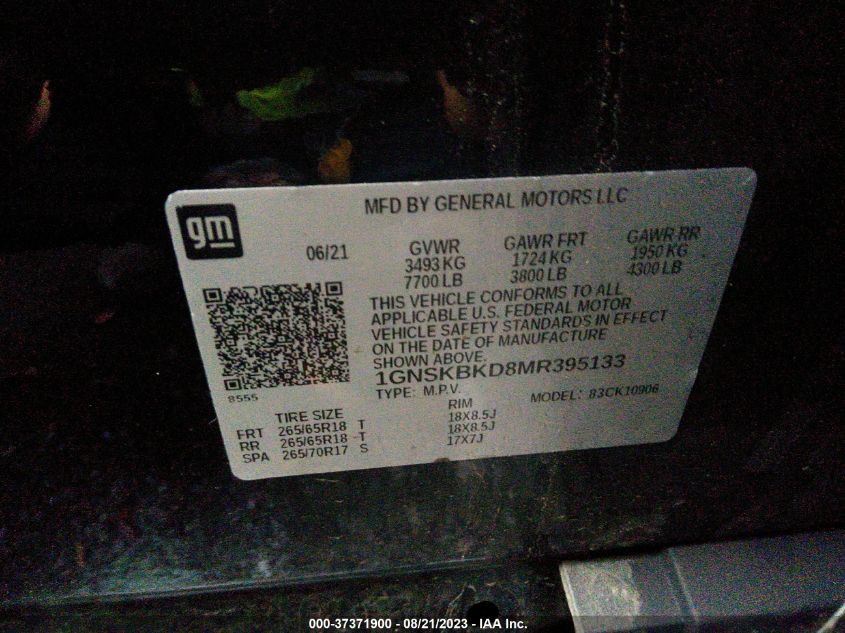 MFD BY GENERAL MOTORS LLC
gm
06/21 GVWR GAWR FRT GAWR RR
3493 KG 1724 KG 1950 KG
7700 LB 3800 LB 4300 LB
THIS VEHICLE CONFORMS TO ALL
APPLICABLE U.S. FEDERAL MOTOR
VEHICLE SAFETY STANDARDS IN EFFECT
ON THE DATE OF MANUFACTURE
SHOWN ABOVE.
1GNSKBKD8MR395133
8555
TYPE: M.P.V. MODEL: 83CK10906
TIRE SIZE RIM
FRT 265/65R18 T 18X8.5J
RR 265/65R18 T 18X8.5J
SPA 265/70R17 S 17X7J
000-37371900 - 08/21/2023 - IAA Inc.